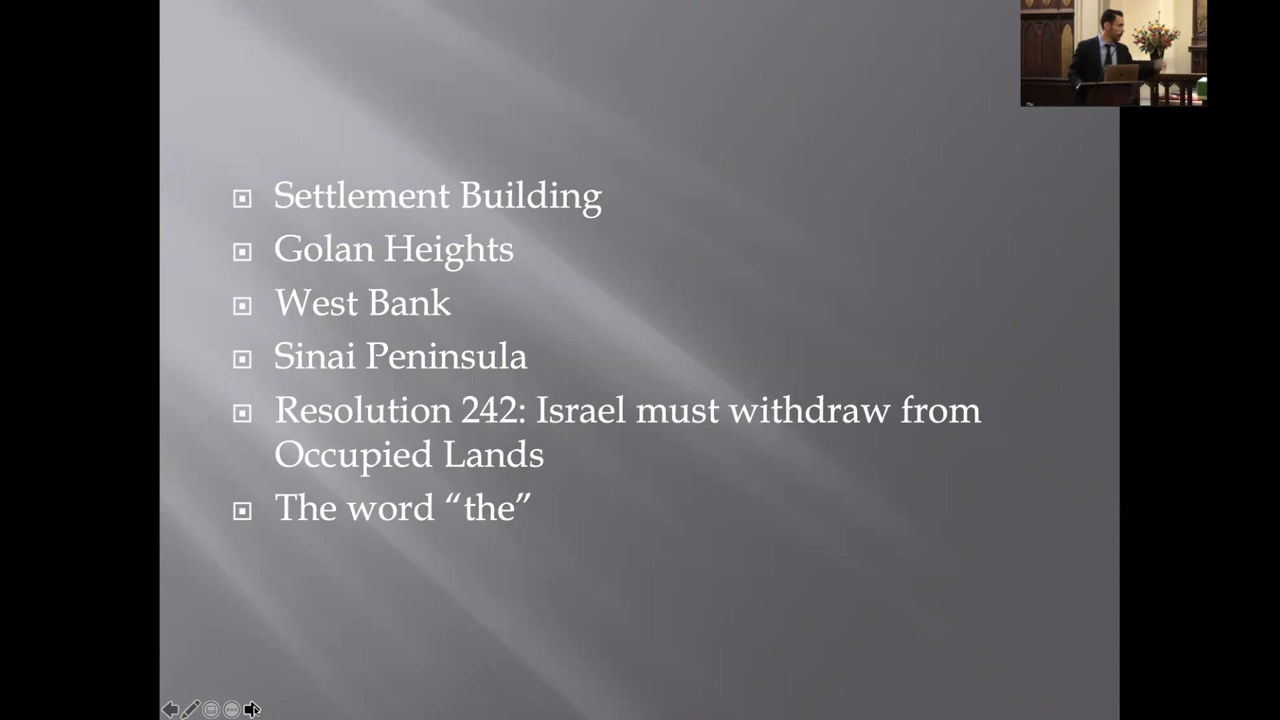 Settlement Building
Golan Heights
West Bank
Sinai Peninsula
Resolution 242: Israel must withdraw from
Occupied Lands
The word “the”